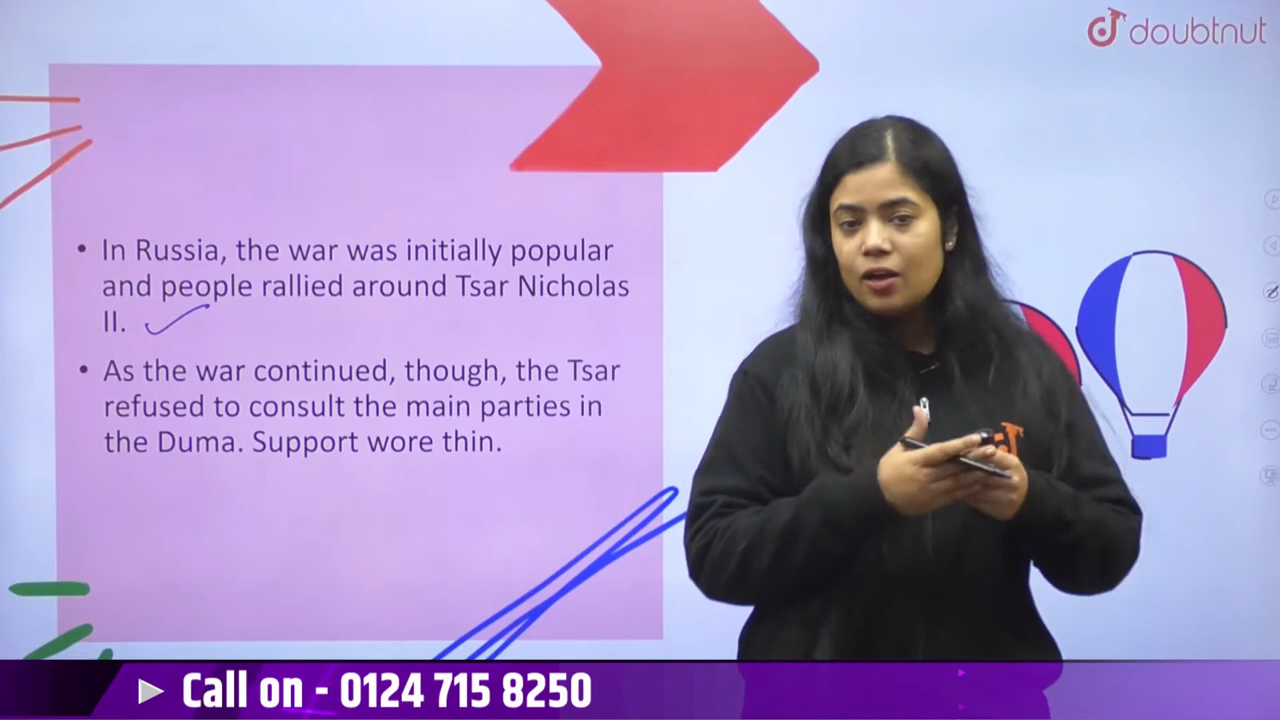 doubtnut
• In Russia, the war was initially popular
and people rallied around Tsar Nicholas
II.
• As the war continued, though, the Tsar
refused to consult the main parties in
the Duma. Support wore thin.
Call on - 0124 715 8250